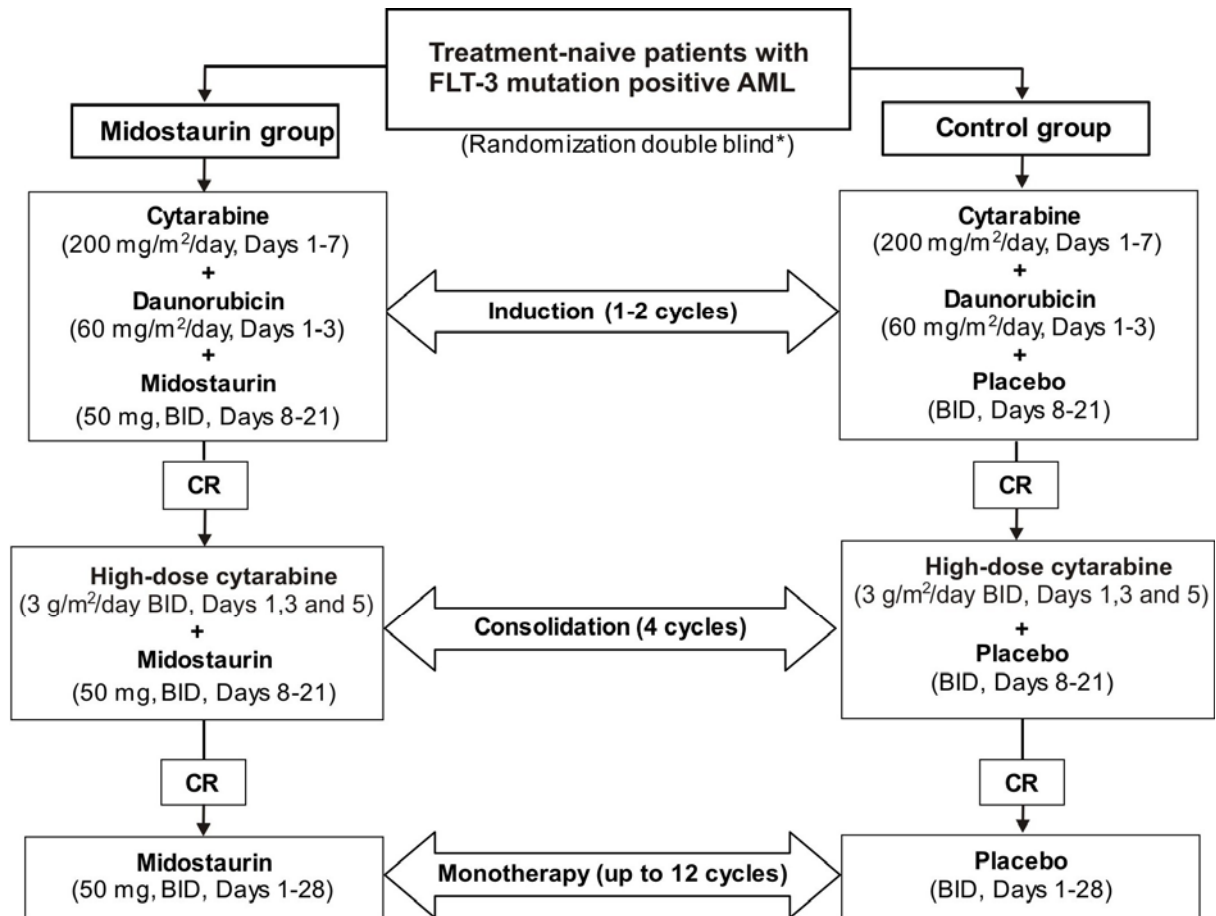 Treatment-naive patients with
FLT-3 mutation positive AML
(Randomization double blind*)
Midostaurin group
Control group
Cytarabine
(200 mg/m²/day, Days 1-7)
+
Daunorubicin
(60 mg/m²/day, Days 1-3)
+
Midostaurin
(50 mg, BID, Days 8-21)
Induction (1-2 cycles)
Cytarabine
(200 mg/m²/day, Days 1-7)
+
Daunorubicin
(60 mg/m²/day, Days 1-3)
+
Placebo
(BID, Days 8-21)
CR
CR
High-dose cytarabine
(3 g/m²/day BID, Days 1,3 and 5)
+
Midostaurin
(50 mg, BID, Days 8-21)
Consolidation (4 cycles)
High-dose cytarabine
(3 g/m²/day BID, Days 1,3 and 5)
+
Placebo
(BID, Days 8-21)
CR
CR
Midostaurin
(50 mg, BID, Days 1-28)
Monotherapy (up to 12 cycles)
Placebo
(BID, Days 1-28)